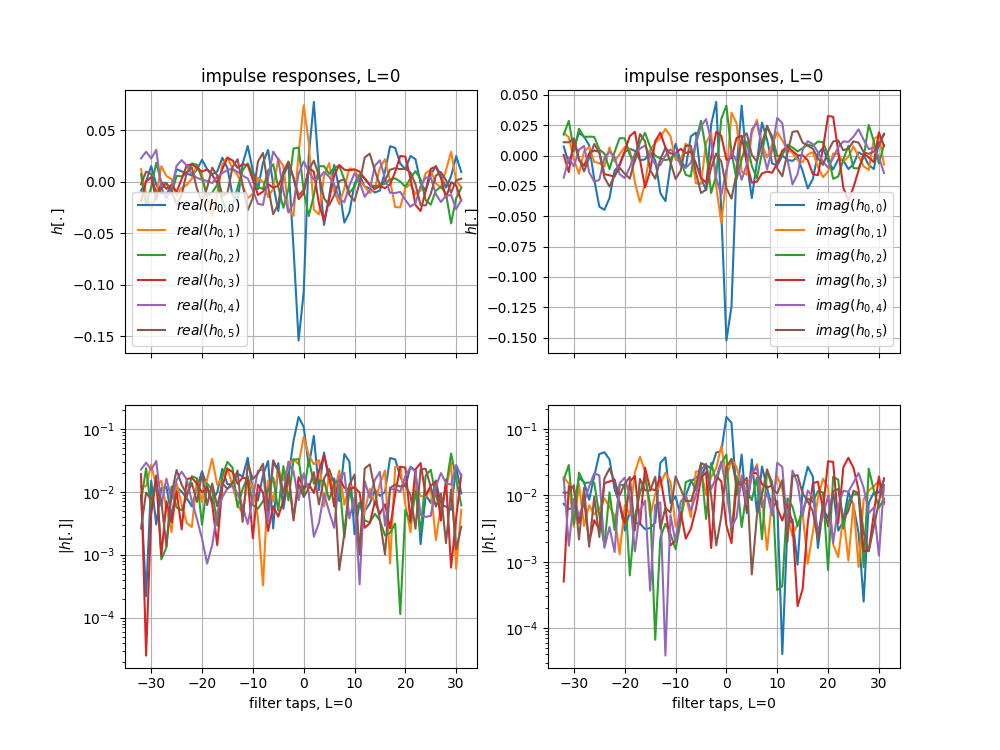 impulse responses, L=0
0.05
0.00
−0.05
−0.10
−0.15
h[.]
real(h0,0)
real(h0,1)
real(h0,2)
real(h0,3)
real(h0,4)
real(h0,5)
impulse responses, L=0
0.050
0.025
0.000
−0.025
−0.050
−0.075
−0.100
−0.125
−0.150
h[.]
imag(h0,0)
imag(h0,1)
imag(h0,2)
imag(h0,3)
imag(h0,4)
imag(h0,5)
10−1
10−2
10−3
10−4
|h[.]|
−30 −20 −10 0 10 20 30
filter taps, L=0
10−1
10−2
10−3
10−4
|h[.]|
−30 −20 −10 0 10 20 30
filter taps, L=0